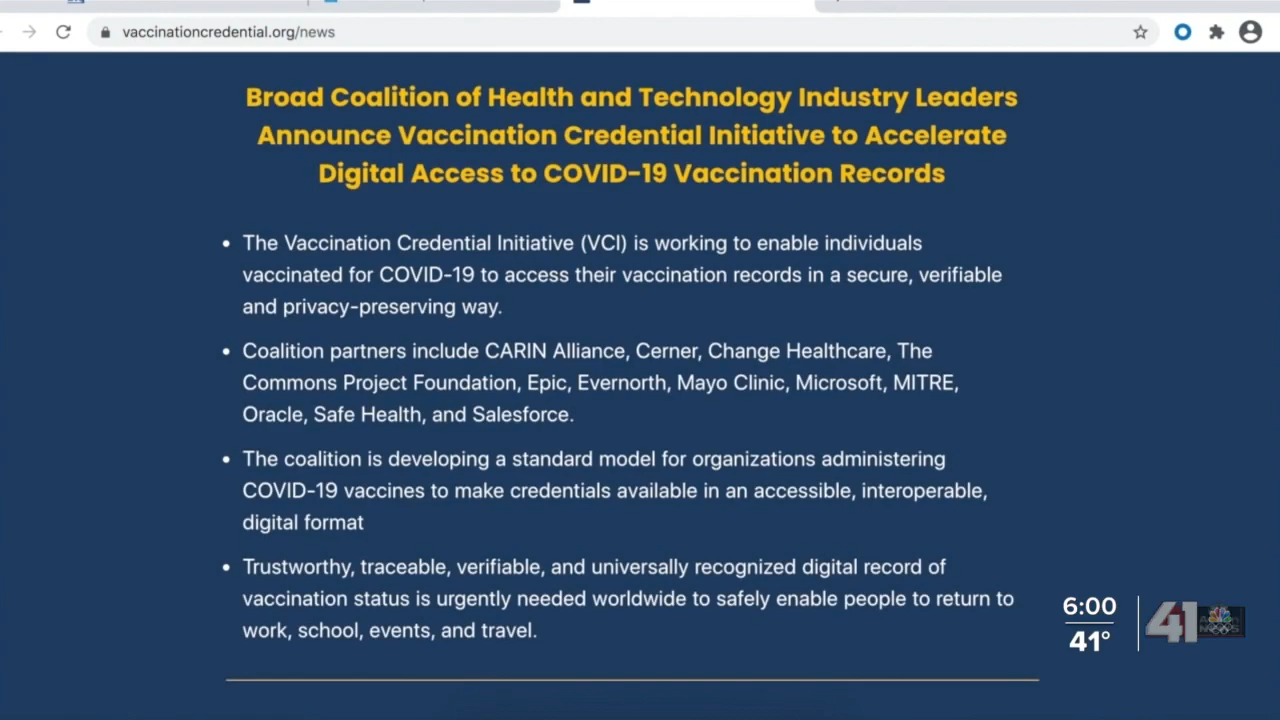 vaccinationcredential.org/news
Broad Coalition of Health and Technology Industry Leaders
Announce Vaccination Credential Initiative to Accelerate
Digital Access to COVID-19 Vaccination Records
• The Vaccination Credential Initiative (VCI) is working to enable individuals
vaccinated for COVID-19 to access their vaccination records in a secure, verifiable
and privacy-preserving way.
• Coalition partners include CARIN Alliance, Cerner, Change Healthcare, The
Commons Project Foundation, Epic, Evernorth, Mayo Clinic, Microsoft, MITRE,
Oracle, Safe Health, and Salesforce.
• The coalition is developing a standard model for organizations administering
COVID-19 vaccines to make credentials available in an accessible, interoperable,
digital format
• Trustworthy, traceable, verifiable, and universally recognized digital record of
vaccination status is urgently needed worldwide to safely enable people to return to
work, school, events, and travel.
6:00
41°
41